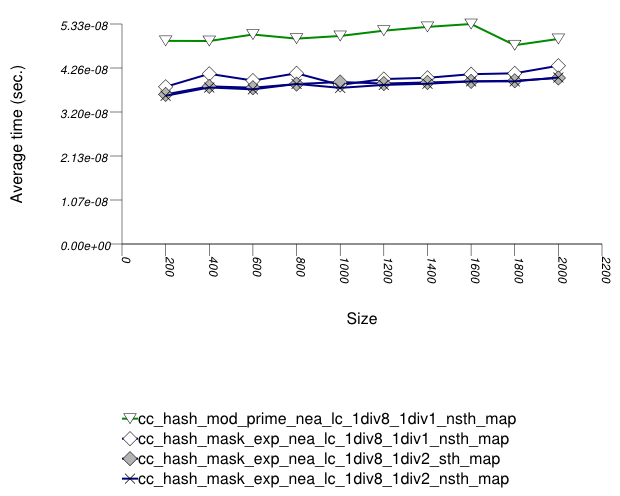 5.33e-08
4.26e-08
3.20e-08
2.13e-08
1.07e-08
0.00e+00
Average time (sec.)
0
200
400
600
800
1000
1200
1400
1600
1800
2000
2200
Size
cc_hash_mod_prime_nea_lc_1div8_1div1_nsth_map
cc_hash_mask_exp_nea_lc_1div8_1div1_nsth_map
cc_hash_mask_exp_nea_lc_1div8_1div2_sth_map
cc_hash_mask_exp_nea_lc_1div8_1div2_nsth_map